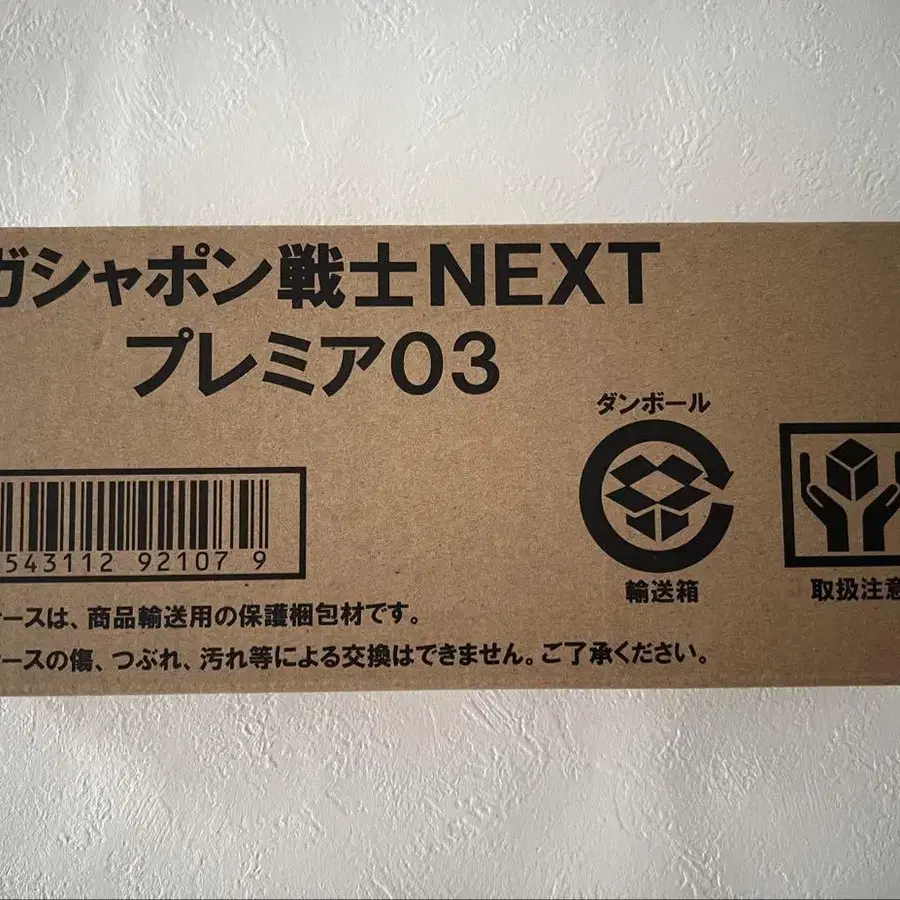 ガシャポン戦士NEXT
プレミア03
ダンボール
543112 92107 9
輸送箱
取扱注意
ースは、商品輸送用の保護梱包材です。
ースの傷、つぶれ、汚れ等による交換はできません。ご了承ください。